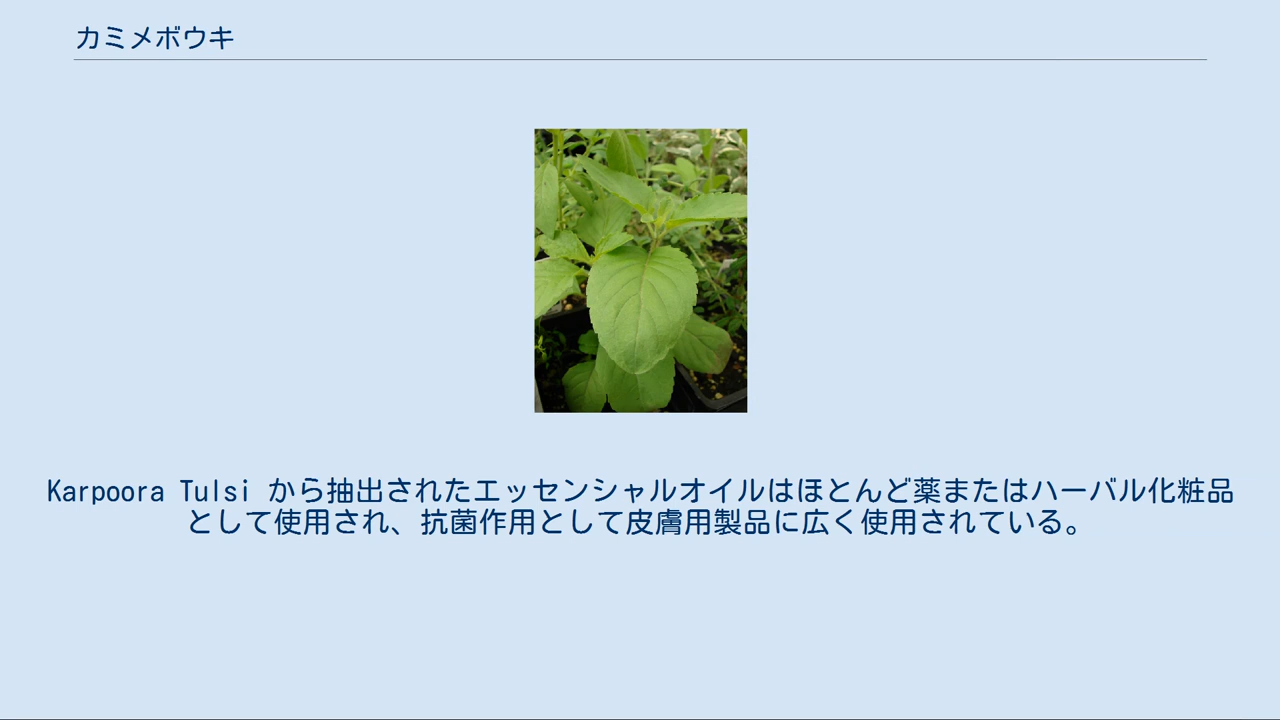 カミメボウキ
Karpoora Tulsi から抽出されたエッセンシャルオイルはほとんど薬またはハーバル化粧品
として使用され、抗菌作用として皮膚用製品に広く使用されている。